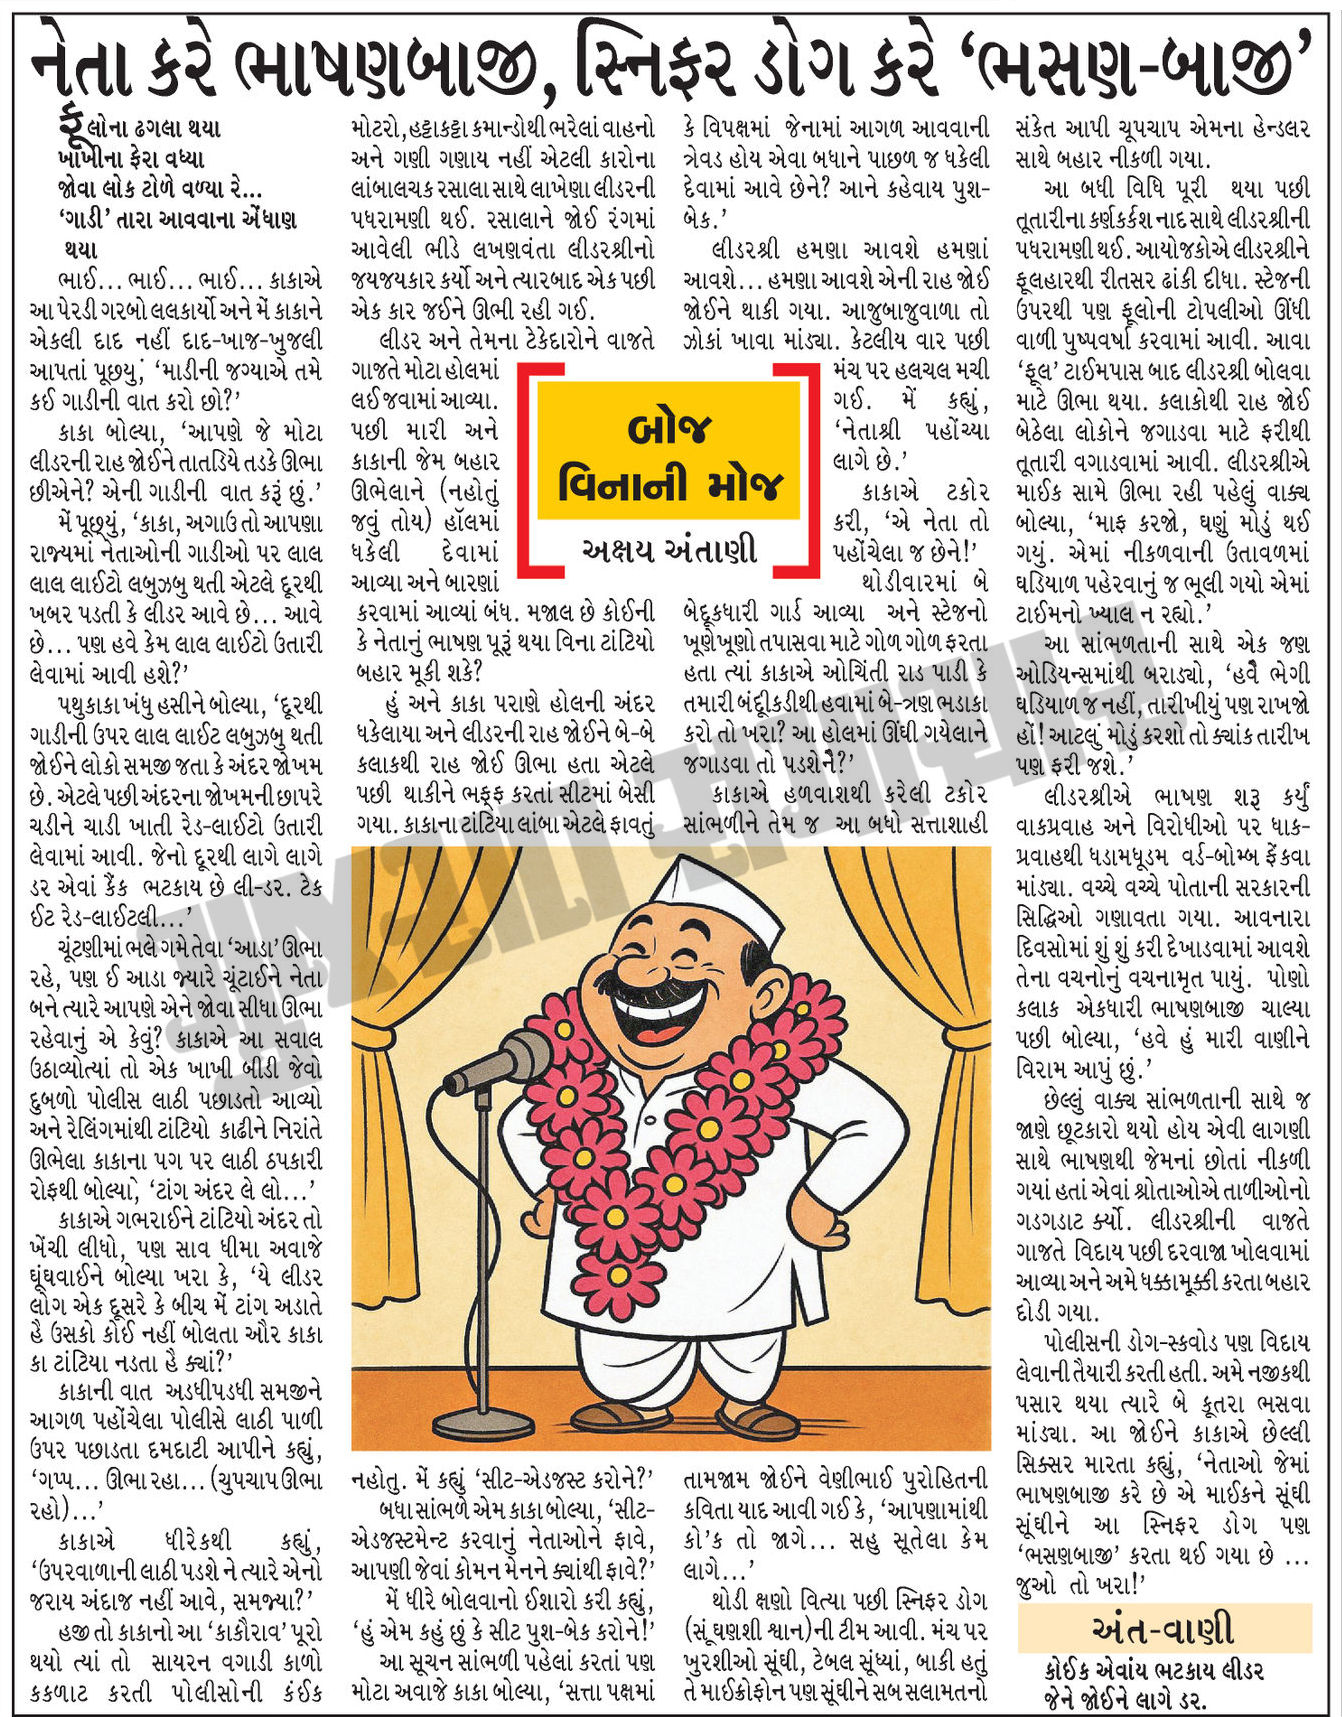 નેતા કરે ભાષણબાજી, સ્નિફર ડોગ કરે ‘ભસણ-બાજી’
ફૂલોના ઢગલા થયા
ખાખીના ફેરા વધ્યા
જોવા લોક ટોળે વળ્યા રે...
‘ગાડી’ તારા આવવાના એંધાણ
થયા
ભાઈ... ભાઈ... ભાઈ... કાકાએ
આ પેરડી ગરબો લલકાર્યો અને મેં કાકાને
એકલી દાદ નહીં દાદ-ખાજ-ખુજલી
આપતાં પૂછયું, ‘માડીની જગ્યાએ તમે
કઈ ગાડીની વાત કરો છો?’
કાકા બોલ્યા, ‘આપણે જે મોટા
લીડરની રાહ જોઈને તાતડિયે તડકે ઊભા
છીએને? એની ગાડીની વાત કરૂં છું.’
મેં પૂછ્યું, ‘કાકા, અગાઉ તો આપણા
રાજ્યમાં નેતાઓની ગાડીઓ પર લાલ
લાલ લાઈટો લબુઝબુ થતી એટલે દૂરથી
ખબર પડતી કે લીડર આવે છે... આવે
છે... પણ હવે કેમ લાલ લાઈટો ઉતારી
લેવામાં આવી હશે?’
પથુકાકા ખંધુ હસીને બોલ્યા, ‘દૂરથી
ગાડીની ઉપર લાલ લાઈટ લબુઝબુ થતી
જોઈને લોકો સમજી જતા કે અંદર જોખમ
છે. એટલે પછી અંદરના જોખમની છાપરે
ચડીને ચાડી ખાતી રેડ-લાઈટો ઉતારી
લેવામાં આવી. જેનો દૂરથી લાગે લાગે
ડર એવાં કૈંક ભટકાય છે લી-ડર. ટેક
ઈટ રેડ-લાઈટલી...’
ચૂંટણીમાં ભલે ગમે તેવા ‘આડા’ ઊભા
રહે, પણ ઈ આડા જ્યારે ચૂંટાઈને નેતા
બને ત્યારે આપણે એને જોવા સીધા ઊભા
રહેવાનું એ કેવું? કાકાએ આ સવાલ
ઉઠાવ્યોત્યાં તો એક ખાખી બીડી જેવો
દુબળો પોલીસ લાઠી પછાડતો આવ્યો
અને રેલિંગમાંથી ટાંટિયો કાઢીને નિરાંતે
ઊભેલા કાકાના પગ પર લાઠી ઠપકારી
રોફથી બોલ્યો, ‘ટાંગ અંદર લે લો...’
કાકાએ ગભરાઈને ટાંટિયો અંદર તો
ખેંચી લીધો, પણ સાવ ધીમા અવાજે
ઘૂંઘવાઈને બોલ્યા ખરા કે, ‘યે લીડર
લોગ એક દૂસરે કે બીચ મેં ટાંગ અડાતે
હૈ ઉસકો કોઈ નહીં બોલતા ઔર કાકા
કા ટાંટિયા નડતા હૈ ક્યાં?’
કાકાની વાત અડધીપડધી સમજીને
આગળ પહોંચેલા પોલીસે લાઠી પાળી
ઉપર પછાડતા દમદાટી આપીને કહ્યું,
‘ગપ્પ... ઊભા રહા... (ચુપચાપ ઊભા
રહો)...’
કાકાએ ધીરેકથી કહ્યું,
‘ઉપરવાળાની લાઠી પડશે ને ત્યારે એનો
જરાય અંદાજ નહીં આવે, સમજ્યા?’
હજી તો કાકાનો આ ‘કાકૌરાવ’ પૂરો
થયો ત્યાં તો સાયરન વગાડી કાળો
કકળાટ કરતી પોલીસોની કંઈક
મોટરો,હટ્ટાકટ્ટા કમાન્ડોથી ભરેલાં વાહનો
અને ગણી ગણાય નહીં એટલી કારોના
લાંબાલચક રસાલા સાથે લાખેણા લીડરની
પધરામણી થઈ. રસાલાને જોઈ રંગમાં
આવેલી ભીડે લખણવંતા લીડરશ્રીનો
જયજયકાર કર્યો અને ત્યારબાદ એક પછી
એક કાર જઈને ઊભી રહી ગઈ.
લીડર અને તેમના ટેકેદારોને વાજતે
ગાજતે મોટા હોલમાં
લઈ જવામાં આવ્યા.
પછી મારી અને
કાકાની જેમ બહાર
ઊભેલાને (નહોતું
જવું તોય) હૉલમાં
ધકેલી દેવામાં
આવ્યા અને બારણાં
કરવામાં આવ્યાં બંધ. મજાલ છે કોઈની
કે નેતાનું ભાષણ પૂરૂં થયા વિના ટાંટિયો
બહાર મૂકી શકે?
હું અને કાકા પરાણે હોલની અંદર
ધકેલાયા અને લીડરની રાહ જોઈને બે-બે
કલાકથી રાહ જોઈ ઊભા હતા એટલે
પછી થાકીને ભફ્ફ કરતાં સીટમાં બેસી
ગયા. કાકાના ટાંટિયા લાંબા એટલે ફાવતું
નહોતુ. મેં કહ્યું ‘સીટ-એડજસ્ટ કરોને?’
બધા સાંભળે એમ કાકા બોલ્યા, ‘સીટ-
એડજસ્ટમેન્ટ કરવાનું નેતાઓને ફાવે,
આપણી જેવાં કોમન મેનને ક્યાંથી ફાવે?’
મેં ધીરે બોલવાનો ઈશારો કરી કહ્યું,
‘હું એમ કહું છું કે સીટ પુશ-બેક કરોને!’
આ સૂચન સાંભળી પહેલાં કરતાં પણ
મોટા અવાજે કાકા બોલ્યા, ‘સત્તા પક્ષમાં
કે વિપક્ષમાં જેનામાં આગળ આવવાની
ત્રેવડ હોય એવા બધાને પાછળ જ ધકેલી
દેવામાં આવે છેને? આને કહેવાય પુશ-
બેક.’
લીડરશ્રી હમણા આવશે હમણાં
આવશે... હમણા આવશે એની રાહ જોઈ
જોઈને થાકી ગયા. આજુબાજુવાળા તો
ઝોકાં ખાવા માંડ્યા. કેટલીય વાર પછી
મંચ પર હલચલ મચી
ગઈ. મેં કહ્યું,
‘નેતાશ્રી પહોંચ્યા
લાગે છે.’
કાકાએ ટકોર
કરી, ‘એ નેતા તો
પહોંચેલા જ છેને!’
થોડીવારમાં બે
બેદૂકધારી ગાર્ડ આવ્યા અને સ્ટેજનો
ખૂણેખૂણો તપાસવા માટે ગોળ ગોળ ફરતા
હતા ત્યાં કાકાએ ઓચિંતી રાડ પાડી કે
તમારી બંદૂકડીથી હવામાં બે-ત્રણ ભડાકા
કરો તો ખરા? આ હોલમાં ઊંઘી ગયેલાને
જગાડવા તો પડશેને?’
કાકાએ હળવાશથી કરેલી ટકોર
સાંભળીને તેમ જ આ બધો સત્તાશાહી
તામજામ જોઈને વેણીભાઈ પુરોહિતની
કવિતા યાદ આવી ગઈ કે, ‘આપણામાંથી
કો’ક તો જાગે... સહુ સૂતેલા કેમ
લાગે...’
થોડી ક્ષણો વિત્યા પછી સ્નિફર ડોગ
(સૂંઘણશી શ્વાન)ની ટીમ આવી. મંચ પર
ખુરશીઓ સૂંઘી, ટેબલ સૂંધ્યાં, બાકી હતું
તે માઈક્રોફોન પણ સૂંઘીને સબ સલામતનો
સંકેત આપી ચૂપચાપ એમના હેન્ડલર
સાથે બહાર નીકળી ગયા.
આ બધી વિધિ પૂરી થયા પછી
તૂતારીના કર્ણકર્કશ નાદ સાથે લીડરશ્રીની
પધરામણી થઈ. આયોજકોએ લીડરશ્રીને
ફૂલહારથી રીતસર ઢાંકી દીધા. સ્ટેજની
ઉપરથી પણ ફૂલોની ટોપલીઓ ઊંધી
વાળી પુષ્પવર્ષા કરવામાં આવી. આવા
‘ફૂલ’ ટાઈમપાસ બાદ લીડરશ્રી બોલવા
માટે ઊભા થયા. કલાકોથી રાહ જોઈ
બેઠેલા લોકોને જગાડવા માટે ફરીથી
તૂતારી વગાડવામાં આવી. લીડરશ્રીએ
માઈક સામે ઊભા રહી પહેલું વાક્ય
બોલ્યા, ‘માફ કરજો, ઘણું મોડું થઈ
ગયું. એમાં નીકળવાની ઉતાવળમાં
ઘડિયાળ પહેરવાનું જ ભૂલી ગયો એમાં
ટાઈમનો ખ્યાલ ન રહ્યો.’
આ સાંભળતાની સાથે એક જણ
ઓડિયન્સમાંથી બરાડ્યો, ‘હવે ભેગી
ઘડિયાળ જ નહીં, તારીખીયું પણ રાખજો
હોં! આટલું મોડું કરશો તો ક્યાંક તારીખ
પણ ફરી જશે.’
લીડરશ્રીએ ભાષણ શરૂ કર્યું
વાકપ્રવાહ અને વિરોધીઓ પર ધાક-
પ્રવાહથી ધડામધૂડમ વર્ડ-બોમ્બ ફેંકવા
માંડ્યા. વચ્ચે વચ્ચે પોતાની સરકારની
સિદ્ધિઓ ગણાવતા ગયા. આવનારા
દિવસોમાં શું શું કરી દેખાડવામાં આવશે
તેના વચનોનું વચનામૃત પાયું. પોણો
કલાક એકધારી ભાષણબાજી ચાલ્યા
પછી બોલ્યા, ‘હવે હું મારી વાણીને
વિરામ આપું છું.’
છેલ્લું વાક્ય સાંભળતાની સાથે જ
જાણે છૂટકારો થયો હોય એવી લાગણી
સાથે ભાષણથી જેમનાં છોતાં નીકળી
ગયાં હતાં એવાં શ્રોતાઓએ તાળીઓનો
ગડગડાટ કર્યો. લીડરશ્રીની વાજતે
ગાજતે વિદાય પછી દરવાજા ખોલવામાં
આવ્યા અને અમે ધક્કામૂક્કી કરતા બહાર
દોડી ગયા.
પોલીસની ડોગ-સ્કવોડ પણ વિદાય
લેવાની તૈયારી કરતી હતી. અમે નજીકથી
પસાર થયા ત્યારે બે કૂતરા ભસવા
માંડ્યા. આ જોઈને કાકાએ છેલ્લી
સિક્સર મારતા કહ્યું, ‘નેતાઓ જેમાં
ભાષણબાજી કરે છે એ માઈકને સૂંઘી
સૂંઘીને આ સ્નિફર ડોગ પણ
‘ભસણબાજી’ કરતા થઈ ગયા છે ...
જુઓ તો ખરા!’
બોજ
વિનાની મોજ
અક્ષય અંતાણી
અંત-વાણી
કોઈક એવાંય ભટકાય લીડર
જેને જોઈને લાગે ડર.
ગુજરાત સમાચાર